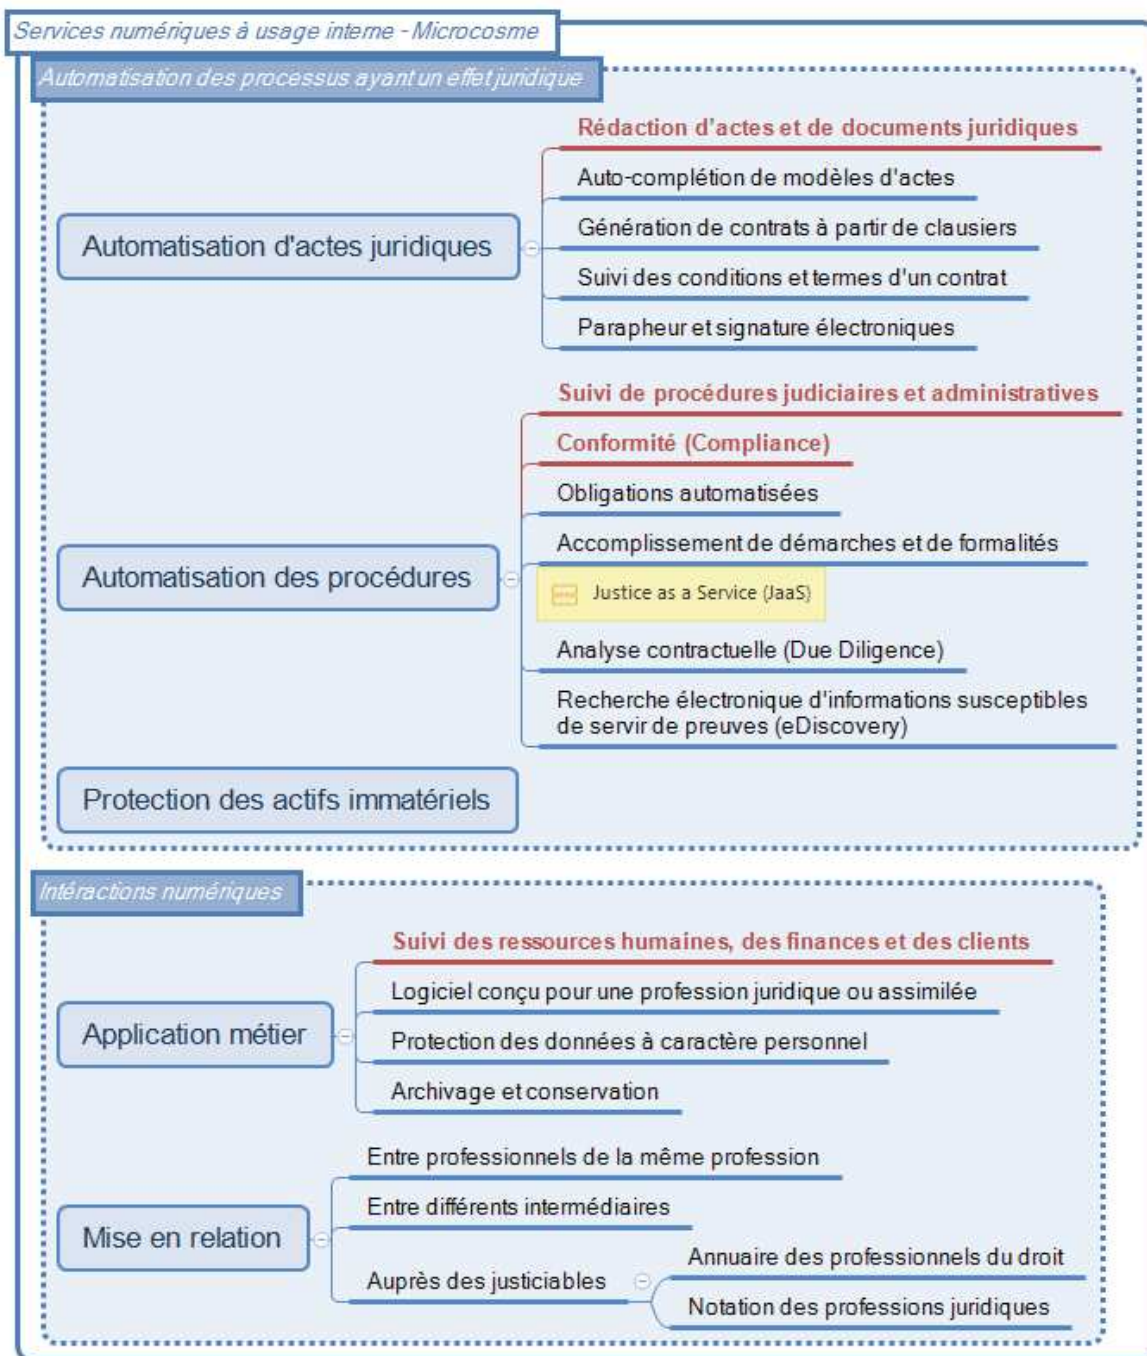 Services numériques à usage interne - Microcosme
Automatisation des processus ayant un effet juridique
Automatisation d'actes juridiques
Rédaction d’actes et de documents juridiques
Auto-complétion de modèles d'actes
Génération de contrats à partir de clausiers
Suivi des conditions et termes d'un contrat
Parapheur et signature électroniques
Automatisation des procédures
Suivi de procédures judiciaires et administratives
Conformité (Compliance)
Obligations automatisées
Accomplissement de démarches et de formalités
Justice as a Service (JaaS)
Analyse contractuelle (Due Diligence)
Recherche électronique d'informations susceptibles
de servir de preuves (eDiscovery)
Protection des actifs immatériels
Intéractions numériques
Application métier
Suivi des ressources humaines, des finances et des clients
Logiciel conçu pour une profession juridique ou assimilée
Protection des données à caractère personnel
Archivage et conservation
Mise en relation
Entre professionnels de la même profession
Entre différents intermédiaires
Auprès des justiciables
Annuaire des professionnels du droit
Notation des professions juridiques